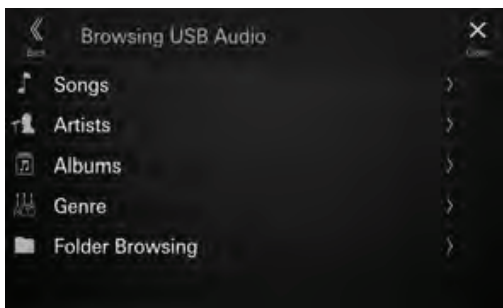 Browsing USB Audio
Back
Close
Songs
Artists
Albums
Genre
Folder Browsing